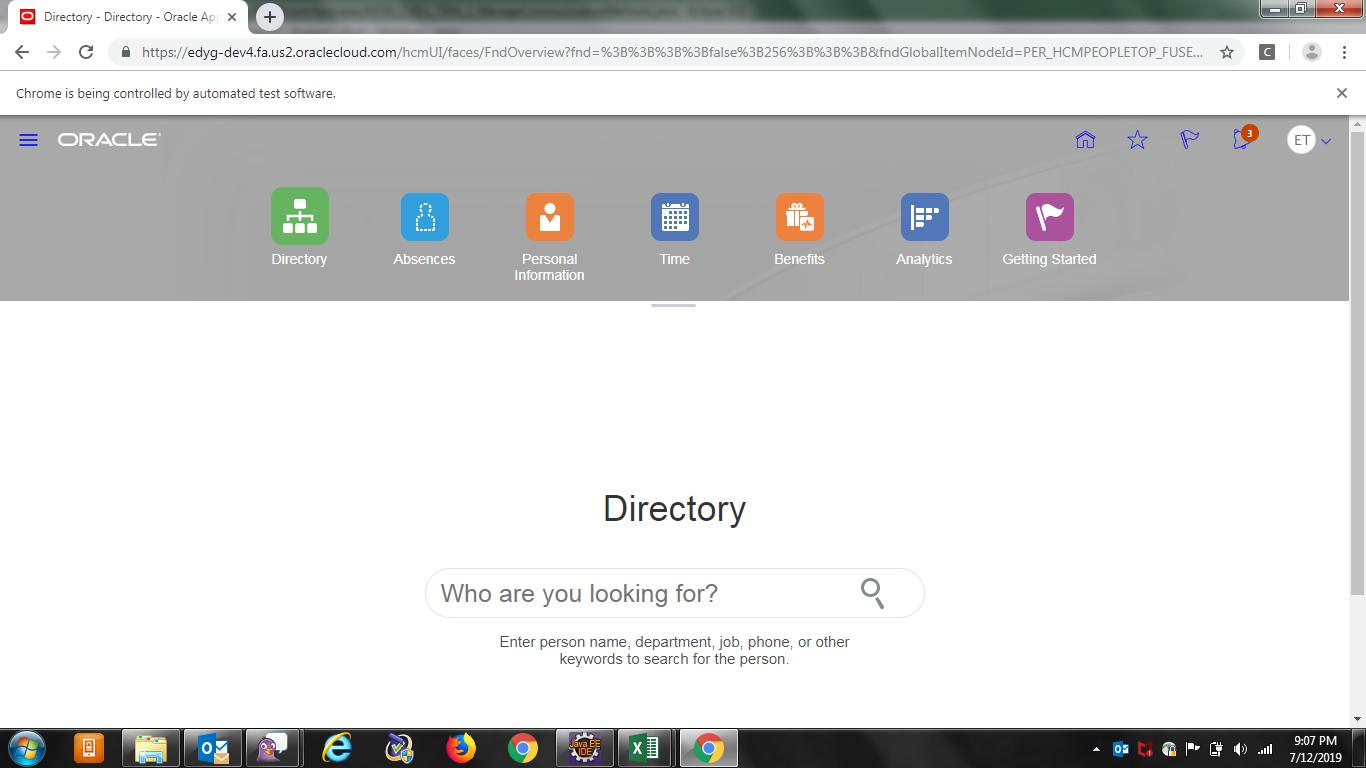 Directory - Directory - Oracle Ap
https://edyg-dev4.fa.us2.oraclecloud.com/hcmUI/faces/FndOverview?fnd=%3B%3B%3B%3Bfalse%3B256%3B%3B%3B&fndGlobalItemNodeId=PER_HCMPEOPLETOP_FUSE...
C
Chrome is being controlled by automated test software.
ORACLE
3
ET
Directory
Absences
Personal
Information
Time
Benefits
Analytics
Getting Started
Directory
Who are you looking for?
Enter person name, department, job, phone, or other
keywords to search for the person.
Java EE
IDE
9:07 PM
7/12/2019